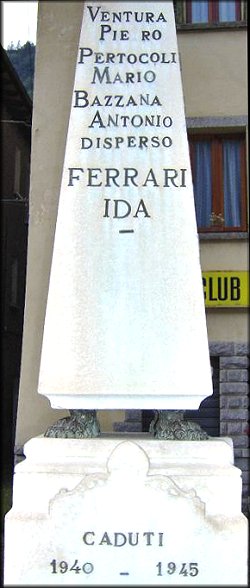 VENTURA
PIE RO
PERTOCOLI
MARIO
BAZZANA
ANTONIO
DISPERSO
FERRARI
IDA
–
CLUB
CADUTI
1940 – 1945